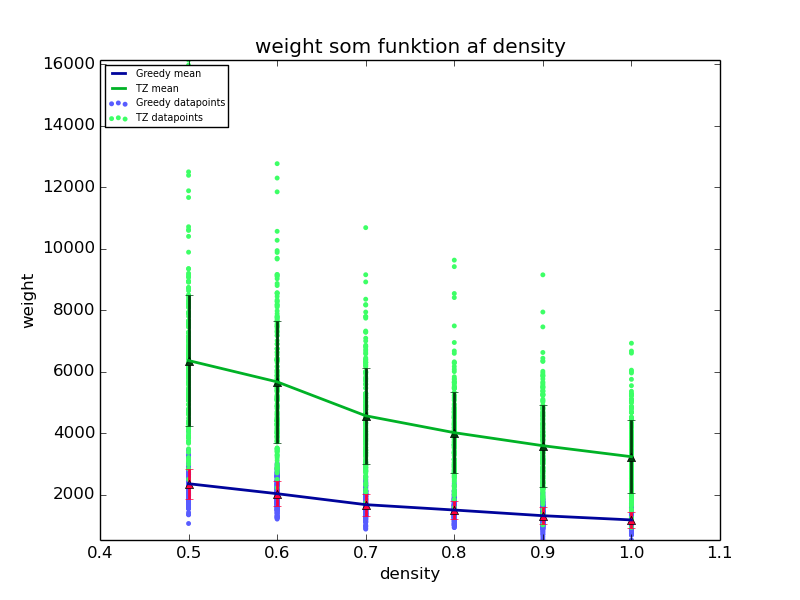 weight som funktion af density
Greedy mean
TZ mean
Greedy datapoints
TZ datapoints
16000
14000
12000
10000
8000
6000
4000
2000
weight
0.4 0.5 0.6 0.7 0.8 0.9 1.0 1.1
density